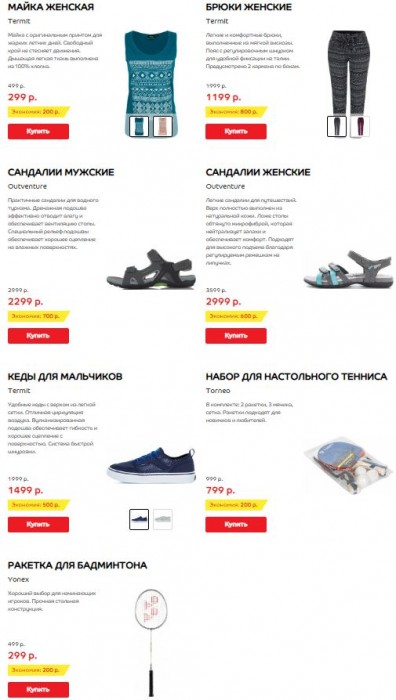 МАЙКА ЖЕНСКАЯ
Termit
Майка с оригинальным принтом для
жарких летних дней. Свободный
крой не стесняет движения.
Дышащая легкая ткань выполнена
из 100% хлопка.
499 р.
299 р.
Экономия: 200 р.
Купить
БРЮКИ ЖЕНСКИЕ
Termit
Легкие и комфортные брюки,
выполненные из мягкой вискозы.
Пояс с регулировочным шнурком
для удобной фиксации на талии.
Предусмотрено 2 кармана по бокам.
1999 р.
1199 р.
Экономия: 800 р.
Купить
САНДАЛИИ МУЖСКИЕ
Outventure
Практичные сандалии для водного
туризма. Дренажная подошва
эффективно отводит влагу и
обеспечивает вентиляцию стопы.
Специальный рельеф подошвы
обеспечивает хорошее сцепление
на влажных поверхностях.
2999 р.
2299 р.
Экономия: 700 р.
Купить
САНДАЛИИ ЖЕНСКИЕ
Outventure
Легкие сандалии для путешествий.
Верх полностью выполнен
из натуральной кожи. Ложе стопы
обтянуто микрофиброй, которая
нейтрализует запахи и
обеспечивает комфорт. Подходят
для высокого подъема благодаря
регулируемым ремешкам на
липучках.
3599 р.
2999 р.
Экономия: 600 р.
Купить
КЕДЫ ДЛЯ МАЛЬЧИКОВ
Termit
Удобные кеды с верхом из легкой
сетки. Отличная циркуляция
воздуха. Вулканизированная
подошва обеспечивает гибкость и
хорошее сцепление с
поверхностью. Система быстрой
шнуровки.
1999 р.
1499 р.
Экономия: 500 р.
Купить
НАБОР ДЛЯ НАСТОЛЬНОГО ТЕННИСА
Torneo
В комплекте: 2 ракетки, 3 мячика,
сетка. Ракетки подходят для
новичков и любителей.
999 р.
799 р.
Экономия: 200 р.
Купить
РАКЕТКА ДЛЯ БАДМИНТОНА
Yonex
Хороший выбор для начинающих
игроков. Прочная стальная
конструкция.
499 р.
299 р.
Экономия: 200 р.
Купить